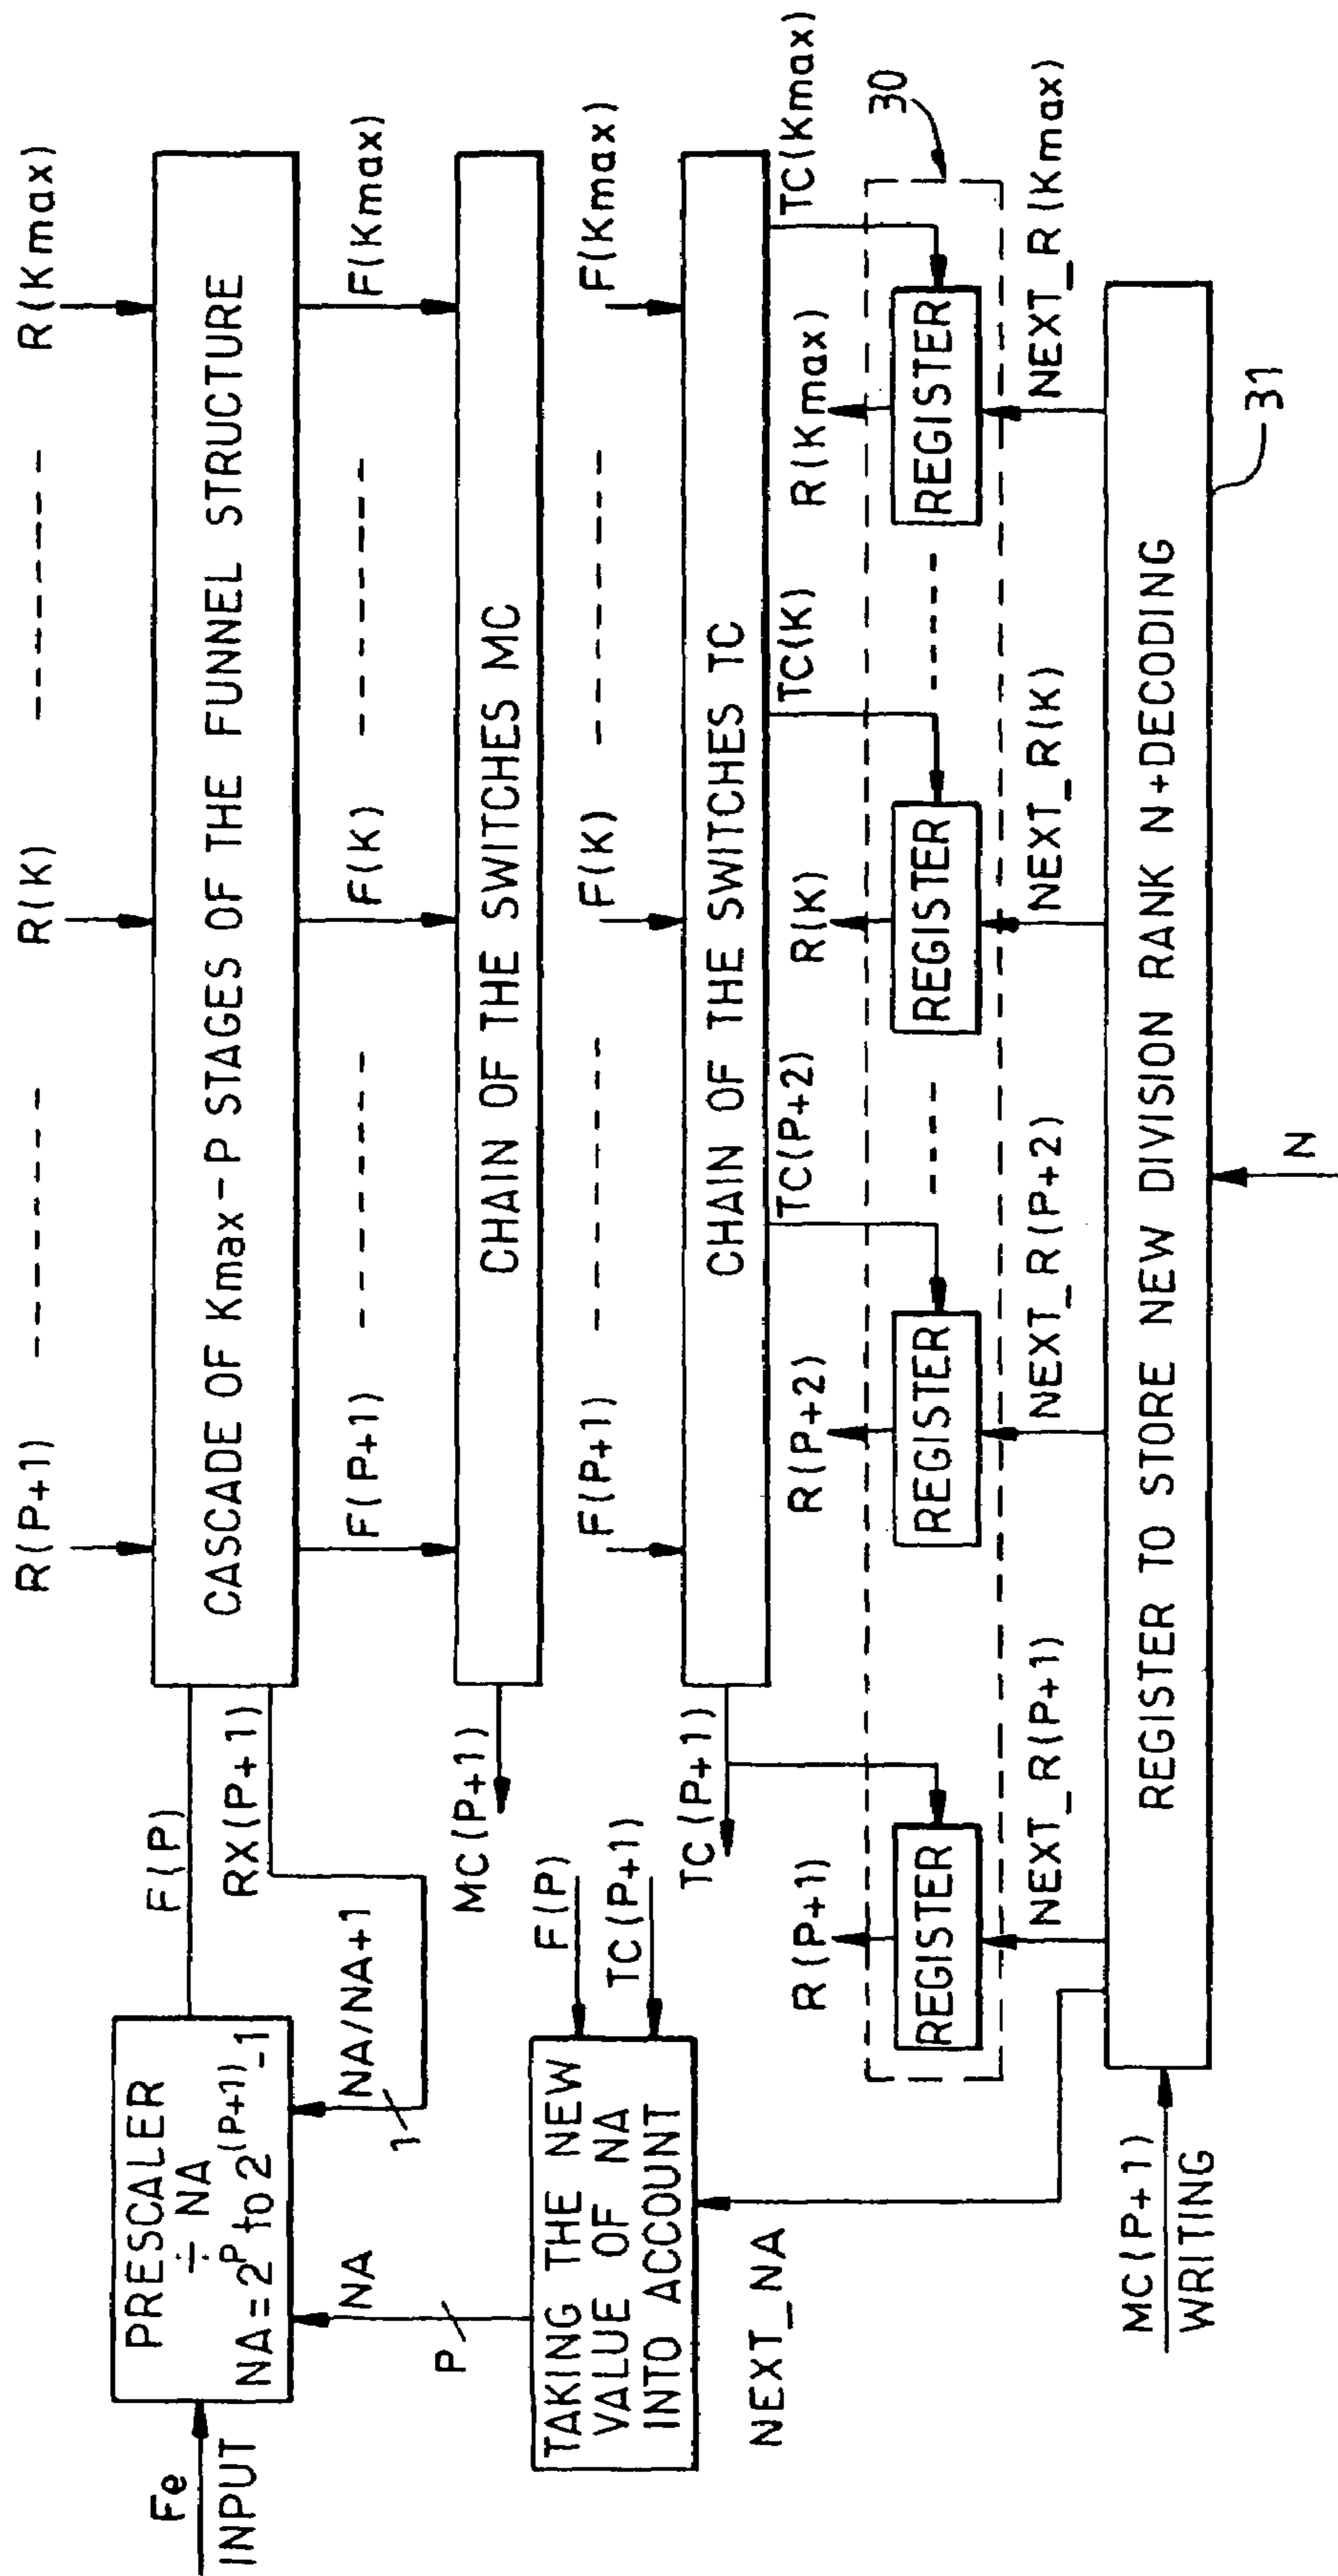 R(P+1)
R(K)
R(Kmax)
Fe
INPUT
PRESCALER
÷ NA
NA = 2^P to 2^(P+1)-1
F(P)
RX(P+1)
CASCADE OF Kmax - P STAGES OF THE FUNNEL STRUCTURE
NA
P
NA/NA+1
1
F(P+1)
F(K)
F(Kmax)
MC(P+1)
CHAIN OF THE SWITCHES MC
TAKING THE NEW
VALUE OF NA
INTO ACCOUNT
F(P)
TC(P+1)
F(P+1)
F(K)
F(Kmax)
TC(P+1)
CHAIN OF THE SWITCHES TC
TC(P+2)
TC(K)
TC(Kmax)
NEXT_NA
R(P+1)
R(P+2)
R(K)
R(Kmax)
30
REGISTER
REGISTER
REGISTER
REGISTER
NEXT_R(P+1)
NEXT_R(P+2)
NEXT_R(K)
NEXT_R(Kmax)
MC(P+1)
WRITING
REGISTER TO STORE NEW DIVISION RANK N+DECODING
31
N